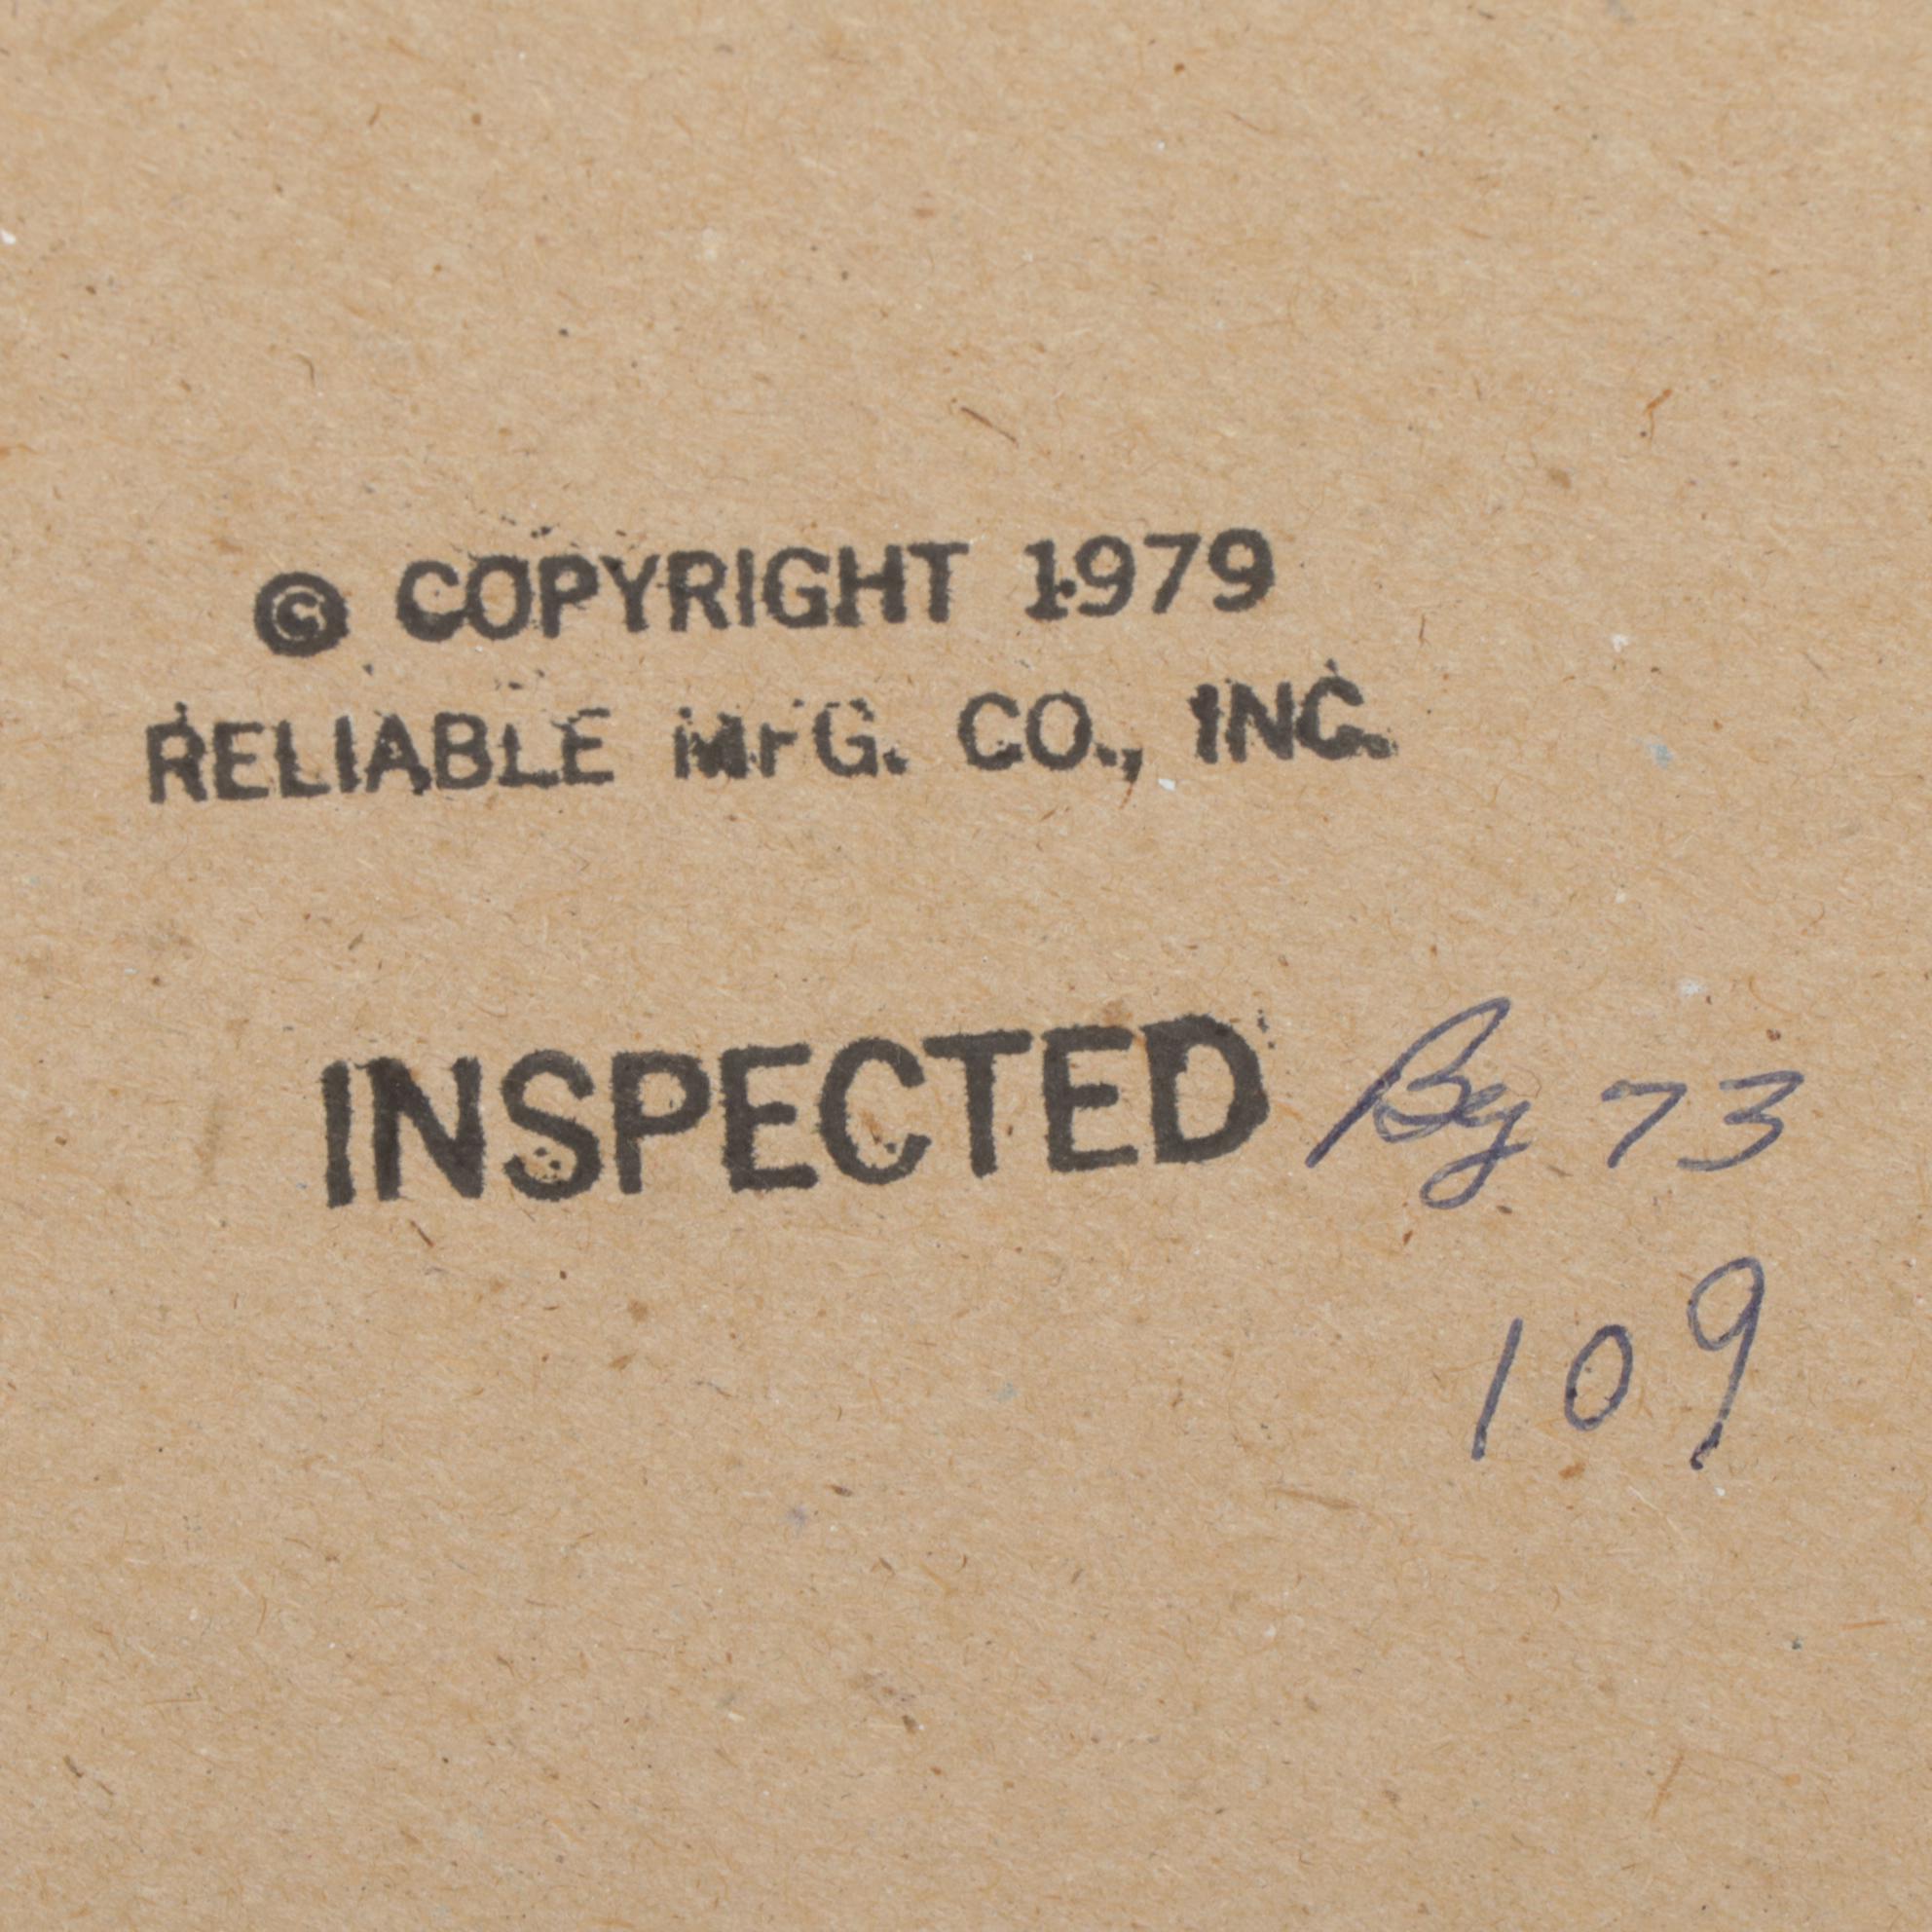 © COPYRIGHT 1979
RELIABLE MFG. CO., INC.
INSPECTED By 73
109